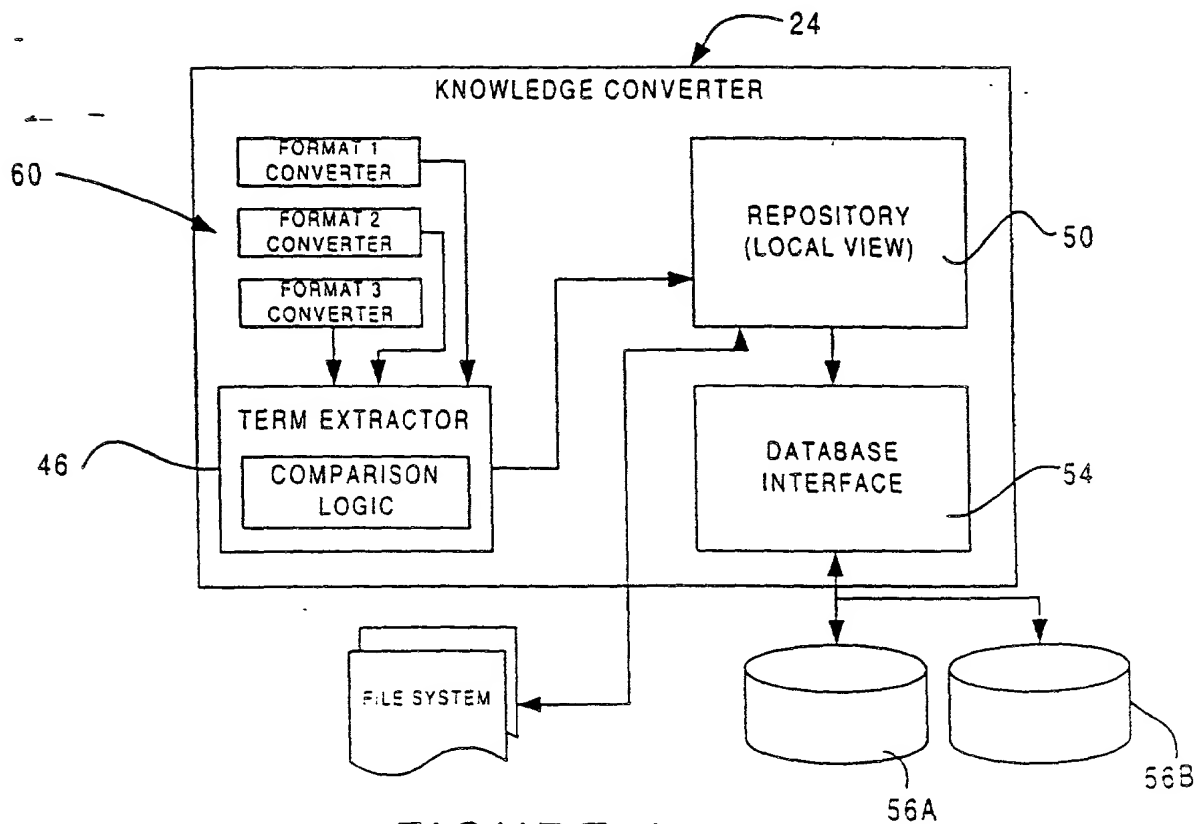 24
KNOWLEDGE CONVERTER
FORMAT 1
CONVERTER
60
FORMAT 2
CONVERTER
FORMAT 3
CONVERTER
REPOSITORY
(LOCAL VIEW)
50
TERM EXTRACTOR
46
COMPARISON
LOGIC
DATABASE
INTERFACE
54
FILE SYSTEM
56A
56B